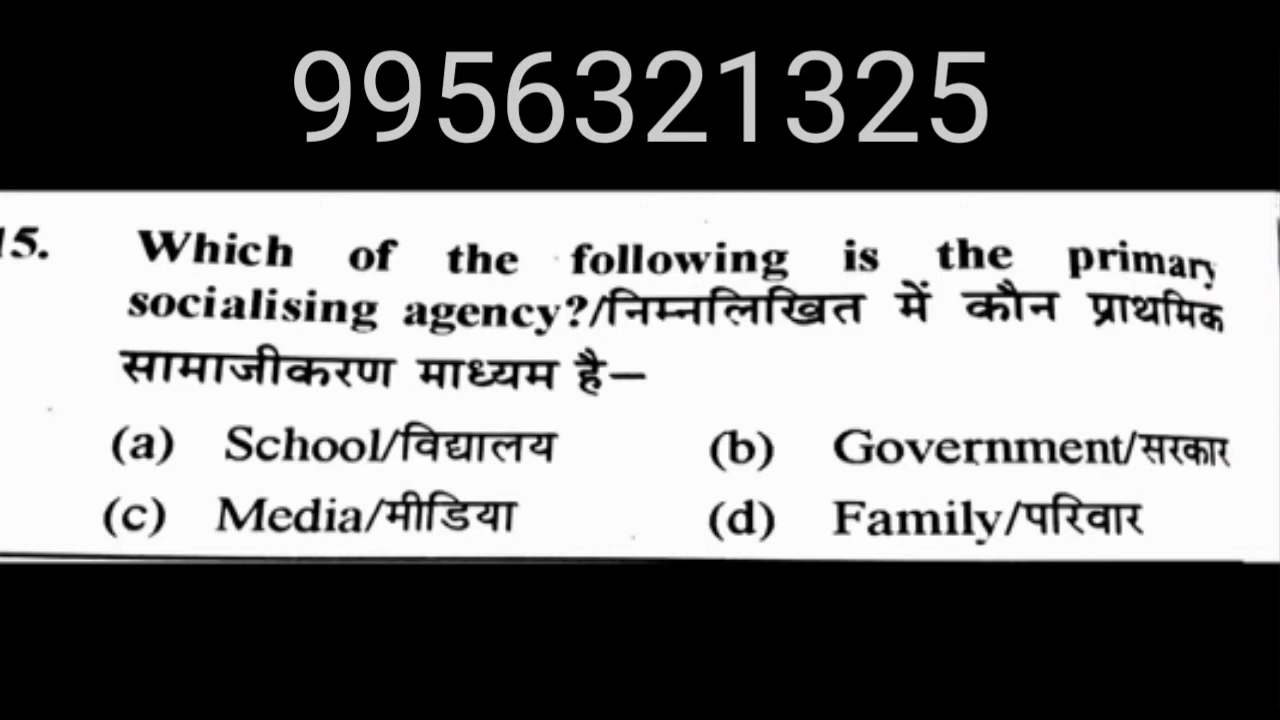 9956321325
15. Which of the following is the primary
socialising agency?/निम्नलिखित में कौन प्राथमिक
सामाजीकरण माध्यम है–
(a) School/विद्यालय (b) Government/सरकार
(c) Media/मीडिया (d) Family/परिवार